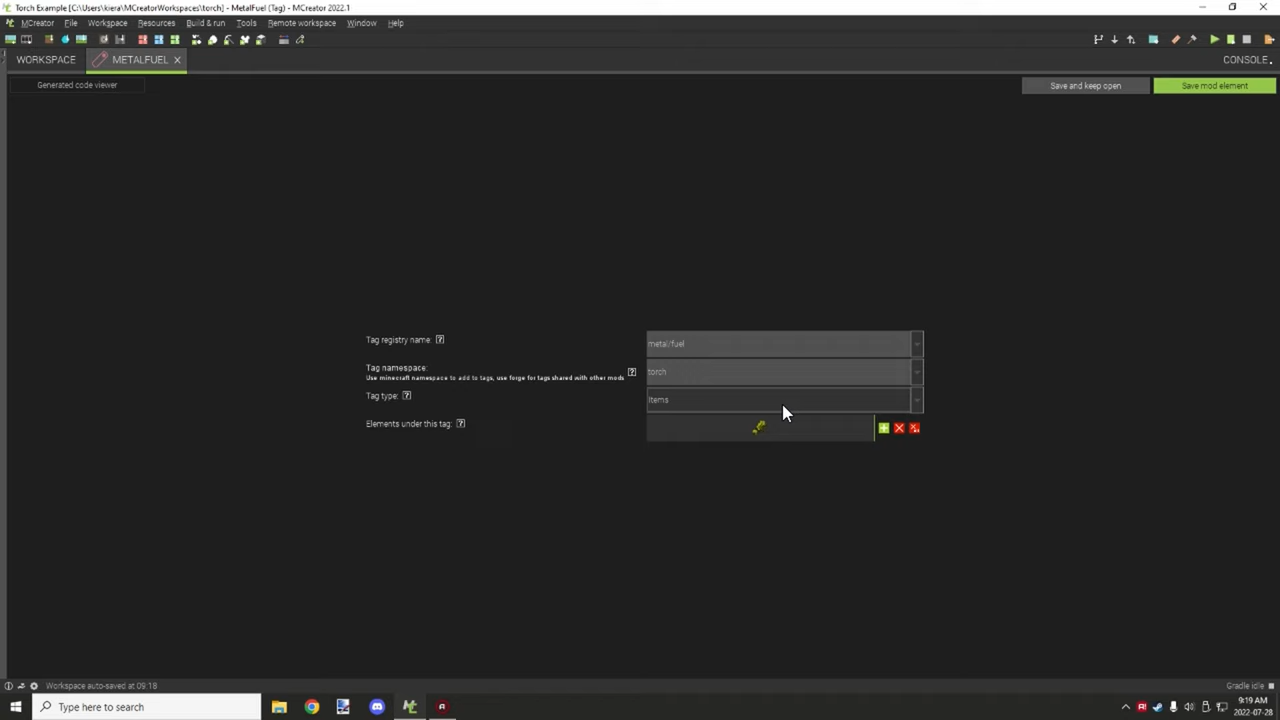 Torch Example [C:\Users\kiera\MCreatorWorkspaces\torch] - MetalFuel (Tag) - MCreator 2022.1
MCreator File Workspace Resources Build & run Tools Remote workspace Window Help
WORKSPACE METALFUEL CONSOLE
Generated code viewer Save and keep open Save mod element
Tag registry name: metal/fuel
Tag namespace: torch
Use minecraft namespace to add to tags, use forge for tags shared with other mods
Tag type: Items
Elements under this tag:
Workspace auto-saved at 09:18 Gradle idle
Type here to search
9:19 AM
2022-07-28